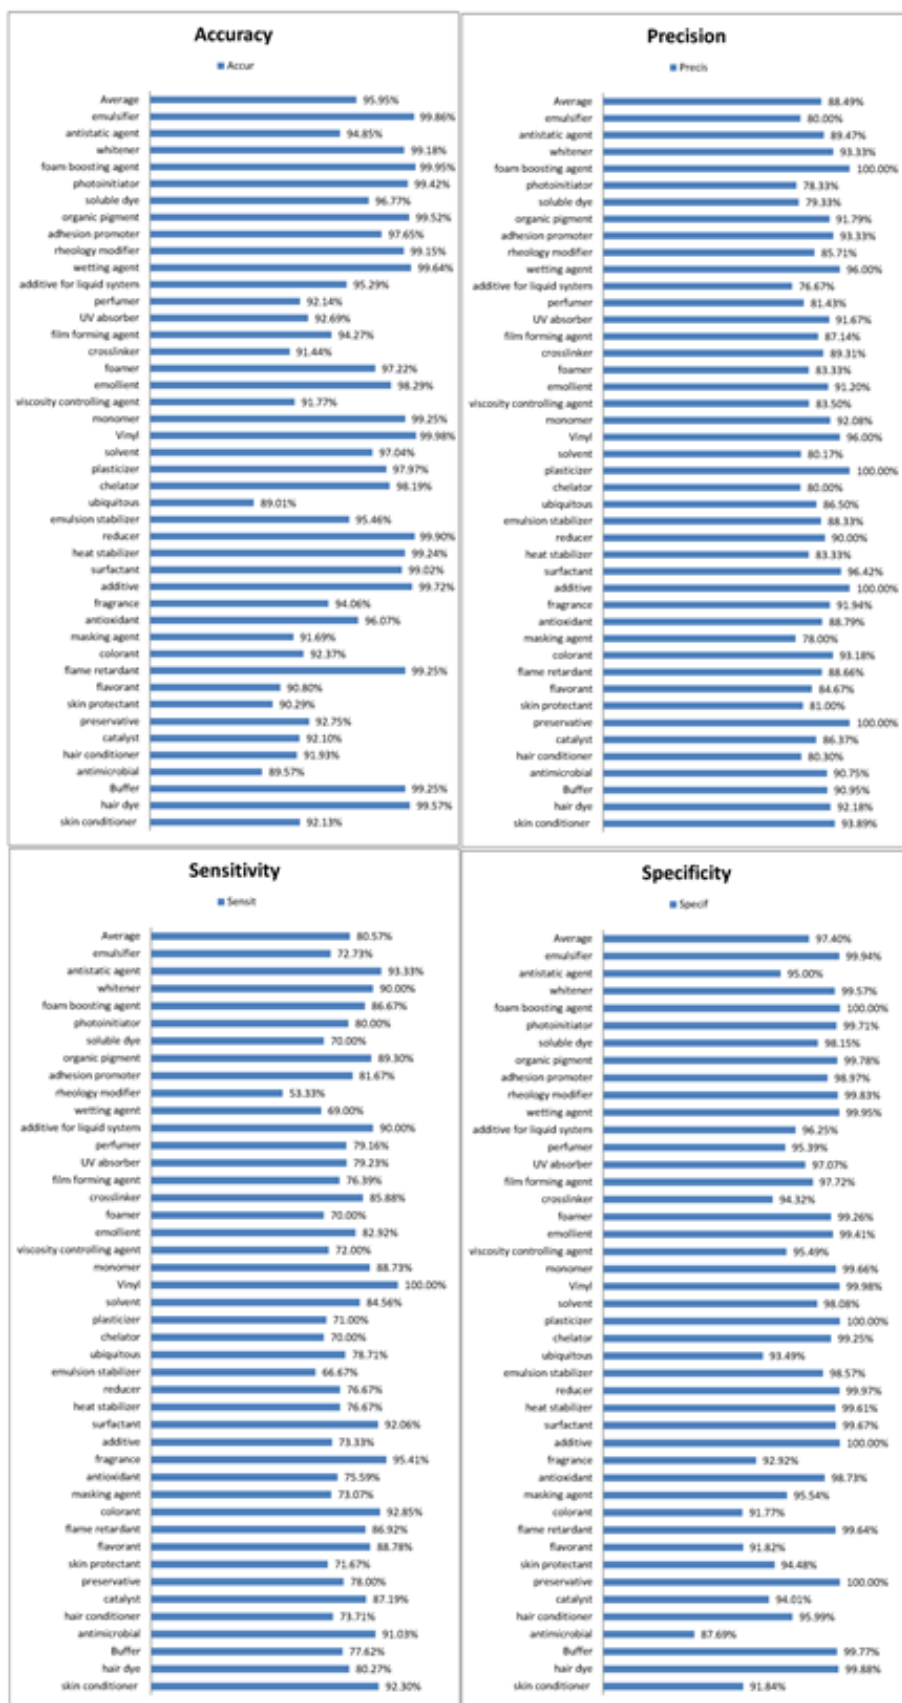 Accuracy
Accur
Average 95.95%
emulsifier 99.86%
antistatic agent 94.85%
whitener 99.18%
foam boosting agent 99.95%
photoinitiator 99.42%
soluble dye 96.77%
organic pigment 99.52%
adhesion promoter 97.65%
rheology modifier 99.15%
wetting agent 99.64%
additive for liquid system 95.29%
perfumer 92.14%
UV absorber 92.69%
film forming agent 94.27%
crosslinker 91.44%
foamer 97.22%
emollient 98.29%
viscosity controlling agent 91.77%
monomer 99.25%
Vinyl 99.98%
solvent 97.04%
plasticizer 97.97%
chelator 98.19%
ubiquitous 89.01%
emulsion stabilizer 95.46%
reducer 99.90%
heat stabilizer 99.24%
surfactant 99.02%
additive 99.72%
fragrance 94.06%
antioxidant 96.07%
masking agent 91.69%
colorant 92.37%
flame retardant 99.25%
flavorant 90.80%
skin protectant 90.29%
preservative 92.75%
catalyst 92.10%
hair conditioner 91.93%
antimicrobial 89.57%
Buffer 99.25%
hair dye 99.57%
skin conditioner 92.13%
Precision
Precis
Average 88.49%
emulsifier 80.00%
antistatic agent 89.47%
whitener 93.33%
foam boosting agent 100.00%
photoinitiator 78.33%
soluble dye 79.33%
organic pigment 91.79%
adhesion promoter 93.33%
rheology modifier 85.71%
wetting agent 96.00%
additive for liquid system 76.67%
perfumer 81.43%
UV absorber 91.67%
film forming agent 87.14%
crosslinker 89.31%
foamer 83.33%
emollient 91.20%
viscosity controlling agent 83.50%
monomer 92.08%
Vinyl 96.00%
solvent 80.17%
plasticizer 100.00%
chelator 80.00%
ubiquitous 86.50%
emulsion stabilizer 88.33%
reducer 90.00%
heat stabilizer 83.33%
surfactant 96.42%
additive 100.00%
fragrance 91.94%
antioxidant 88.79%
masking agent 78.00%
colorant 93.18%
flame retardant 88.66%
flavorant 84.67%
skin protectant 81.00%
preservative 100.00%
catalyst 86.37%
hair conditioner 80.30%
antimicrobial 90.75%
Buffer 90.95%
hair dye 92.18%
skin conditioner 93.89%
Sensitivity
Sensit
Average 80.57%
emulsifier 72.73%
antistatic agent 93.33%
whitener 90.00%
foam boosting agent 86.67%
photoinitiator 80.00%
soluble dye 70.00%
organic pigment 89.30%
adhesion promoter 81.67%
rheology modifier 53.33%
wetting agent 69.00%
additive for liquid system 90.00%
perfumer 79.16%
UV absorber 79.23%
film forming agent 76.39%
crosslinker 85.88%
foamer 70.00%
emollient 82.92%
viscosity controlling agent 72.00%
monomer 88.73%
Vinyl 100.00%
solvent 84.56%
plasticizer 71.00%
chelator 70.00%
ubiquitous 78.71%
emulsion stabilizer 66.67%
reducer 76.67%
heat stabilizer 76.67%
surfactant 92.06%
additive 73.33%
fragrance 95.41%
antioxidant 75.59%
masking agent 73.07%
colorant 92.85%
flame retardant 86.92%
flavorant 88.78%
skin protectant 71.67%
preservative 78.00%
catalyst 87.19%
hair conditioner 73.71%
antimicrobial 91.03%
Buffer 77.62%
hair dye 80.27%
skin conditioner 92.30%
Specificity
Specif
Average 97.40%
emulsifier 99.94%
antistatic agent 95.00%
whitener 99.57%
foam boosting agent 100.00%
photoinitiator 99.71%
soluble dye 98.15%
organic pigment 99.78%
adhesion promoter 98.97%
rheology modifier 99.83%
wetting agent 99.95%
additive for liquid system 96.25%
perfumer 95.39%
UV absorber 97.07%
film forming agent 97.72%
crosslinker 94.32%
foamer 99.26%
emollient 99.41%
viscosity controlling agent 95.49%
monomer 99.66%
Vinyl 99.98%
solvent 98.08%
plasticizer 100.00%
chelator 99.25%
ubiquitous 93.49%
emulsion stabilizer 98.57%
reducer 99.97%
heat stabilizer 99.61%
surfactant 99.67%
additive 100.00%
fragrance 92.92%
antioxidant 98.73%
masking agent 95.54%
colorant 91.77%
flame retardant 99.64%
flavorant 91.82%
skin protectant 94.48%
preservative 100.00%
catalyst 94.01%
hair conditioner 95.99%
antimicrobial 87.69%
Buffer 99.77%
hair dye 99.88%
skin conditioner 91.84%